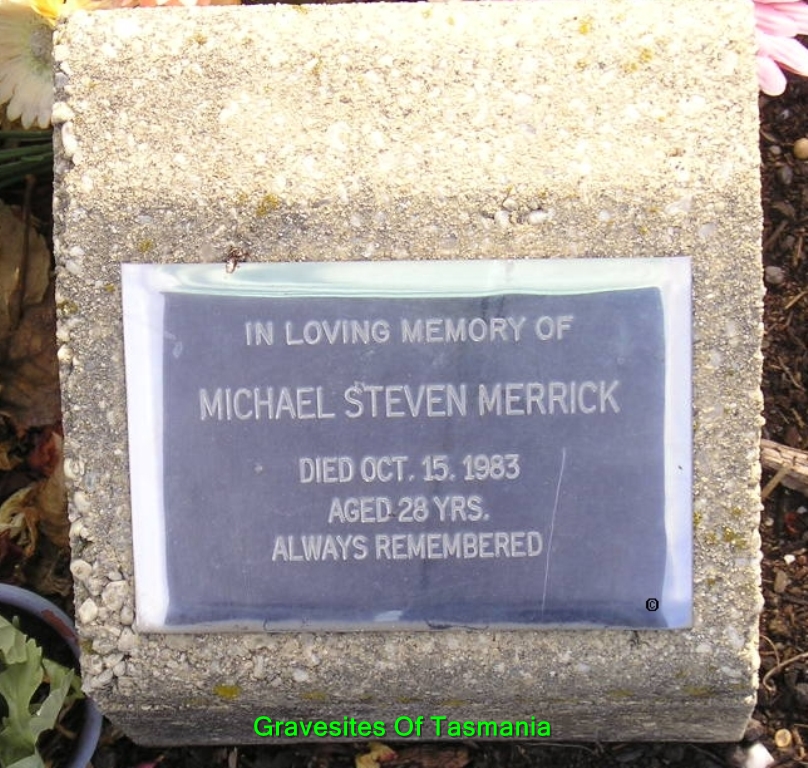 IN LOVING MEMORY OF
MICHAEL STEVEN MERRICK
DIED OCT. 15. 1983
AGED 28 YRS.
ALWAYS REMEMBERED
©
Gravesites Of Tasmania